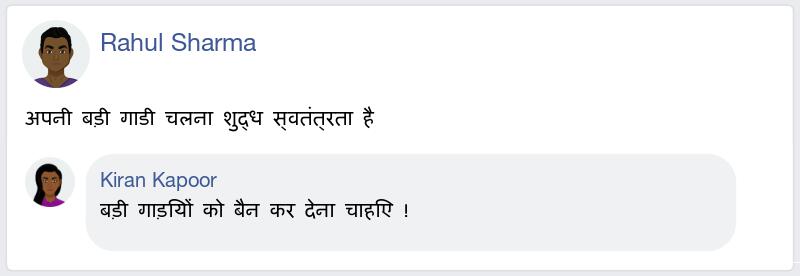 Rahul Sharma
अपनी बड़ी गाडी चलना शुद्ध स्वतंत्रता है
Kiran Kapoor
बड़ी गाड़ियों को बैन कर देना चाहिए !